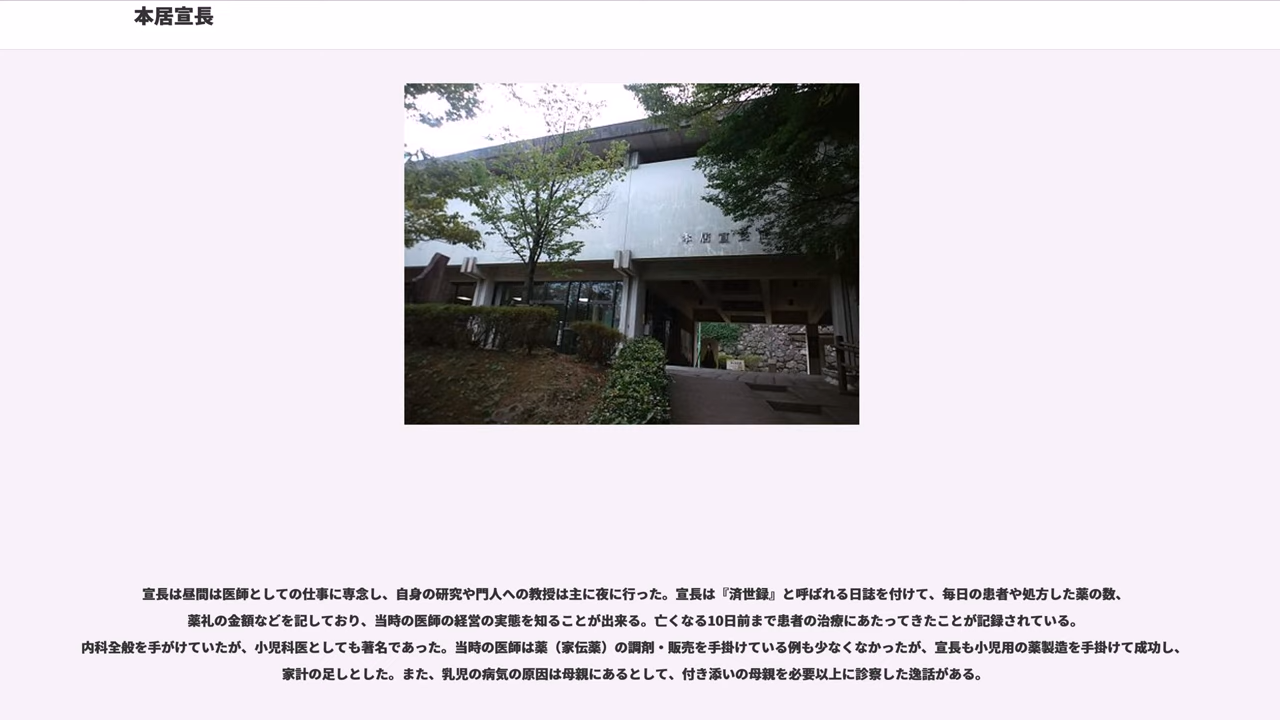 本居宣長
本居宣
宣長は昼間は医師としての仕事に専念し、自身の研究や門人への教授は主に夜に行った。宣長は『済世録』と呼ばれる日誌を付けて、毎日の患者や処方した薬の数、
薬礼の金額などを記しており、当時の医師の経営の実態を知ることが出来る。亡くなる10日前まで患者の治療にあたってきたことが記録されている。
内科全般を手がけていたが、小児科医としても著名であった。当時の医師は薬（家伝薬）の調剤・販売を手掛けている例も少なくなかったが、宣長も小児用の薬製造を手掛けて成功し、
家計の足しとした。また、乳児の病気の原因は母親にあるとして、付き添いの母親を必要以上に診察した逸話がある。